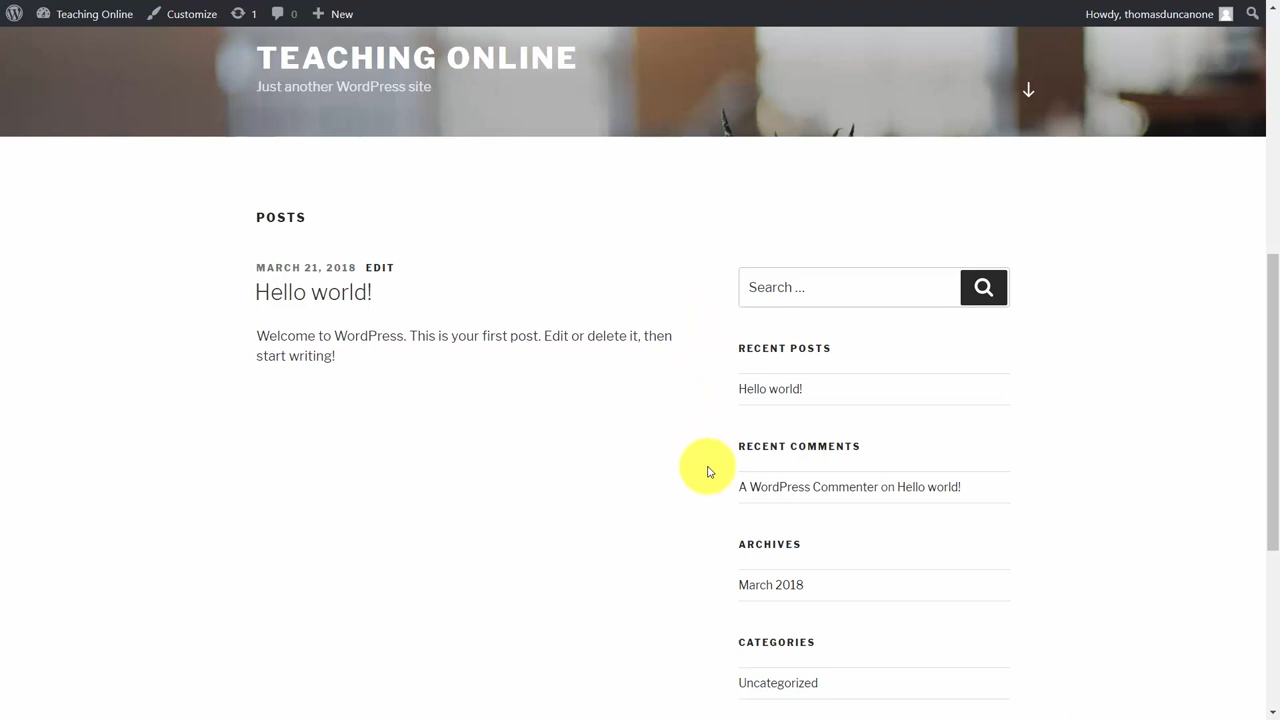 Teaching Online Customize 1 0 New Howdy, thomasduncanone
TEACHING ONLINE
Just another WordPress site
POSTS
MARCH 21, 2018 EDIT
Hello world!
Welcome to WordPress. This is your first post. Edit or delete it, then
start writing!
Search …
RECENT POSTS
Hello world!
RECENT COMMENTS
A WordPress Commenter on Hello world!
ARCHIVES
March 2018
CATEGORIES
Uncategorized